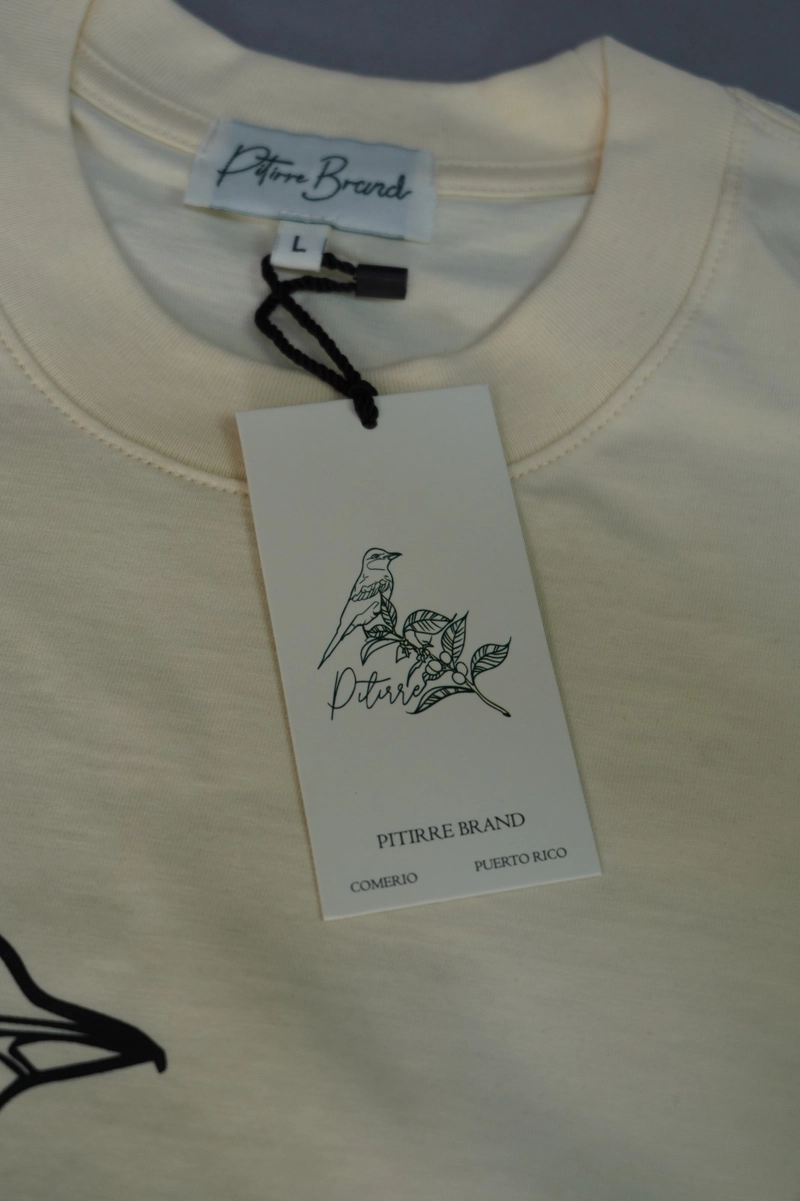 Pitirre Brand
L
Pitirre
PITIRRE BRAND
COMERIO PUERTO RICO